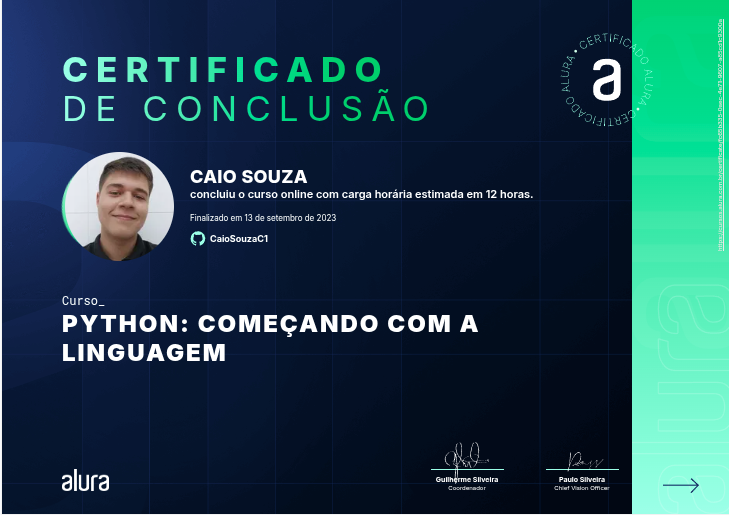 CERTIFICADO
DE CONCLUSÃO
CERTIFICADO ALURA • CERTIFICADO ALURA •
a
CAIO SOUZA
concluiu o curso online com carga horária estimada em 12 horas.
Finalizado em 13 de setembro de 2023
CaioSouzaC1
Curso_
PYTHON: COMEÇANDO COM A
LINGUAGEM
alura
Guilherme Silveira
Coordenador
Paulo Silveira
Chief Vision Officer
alura